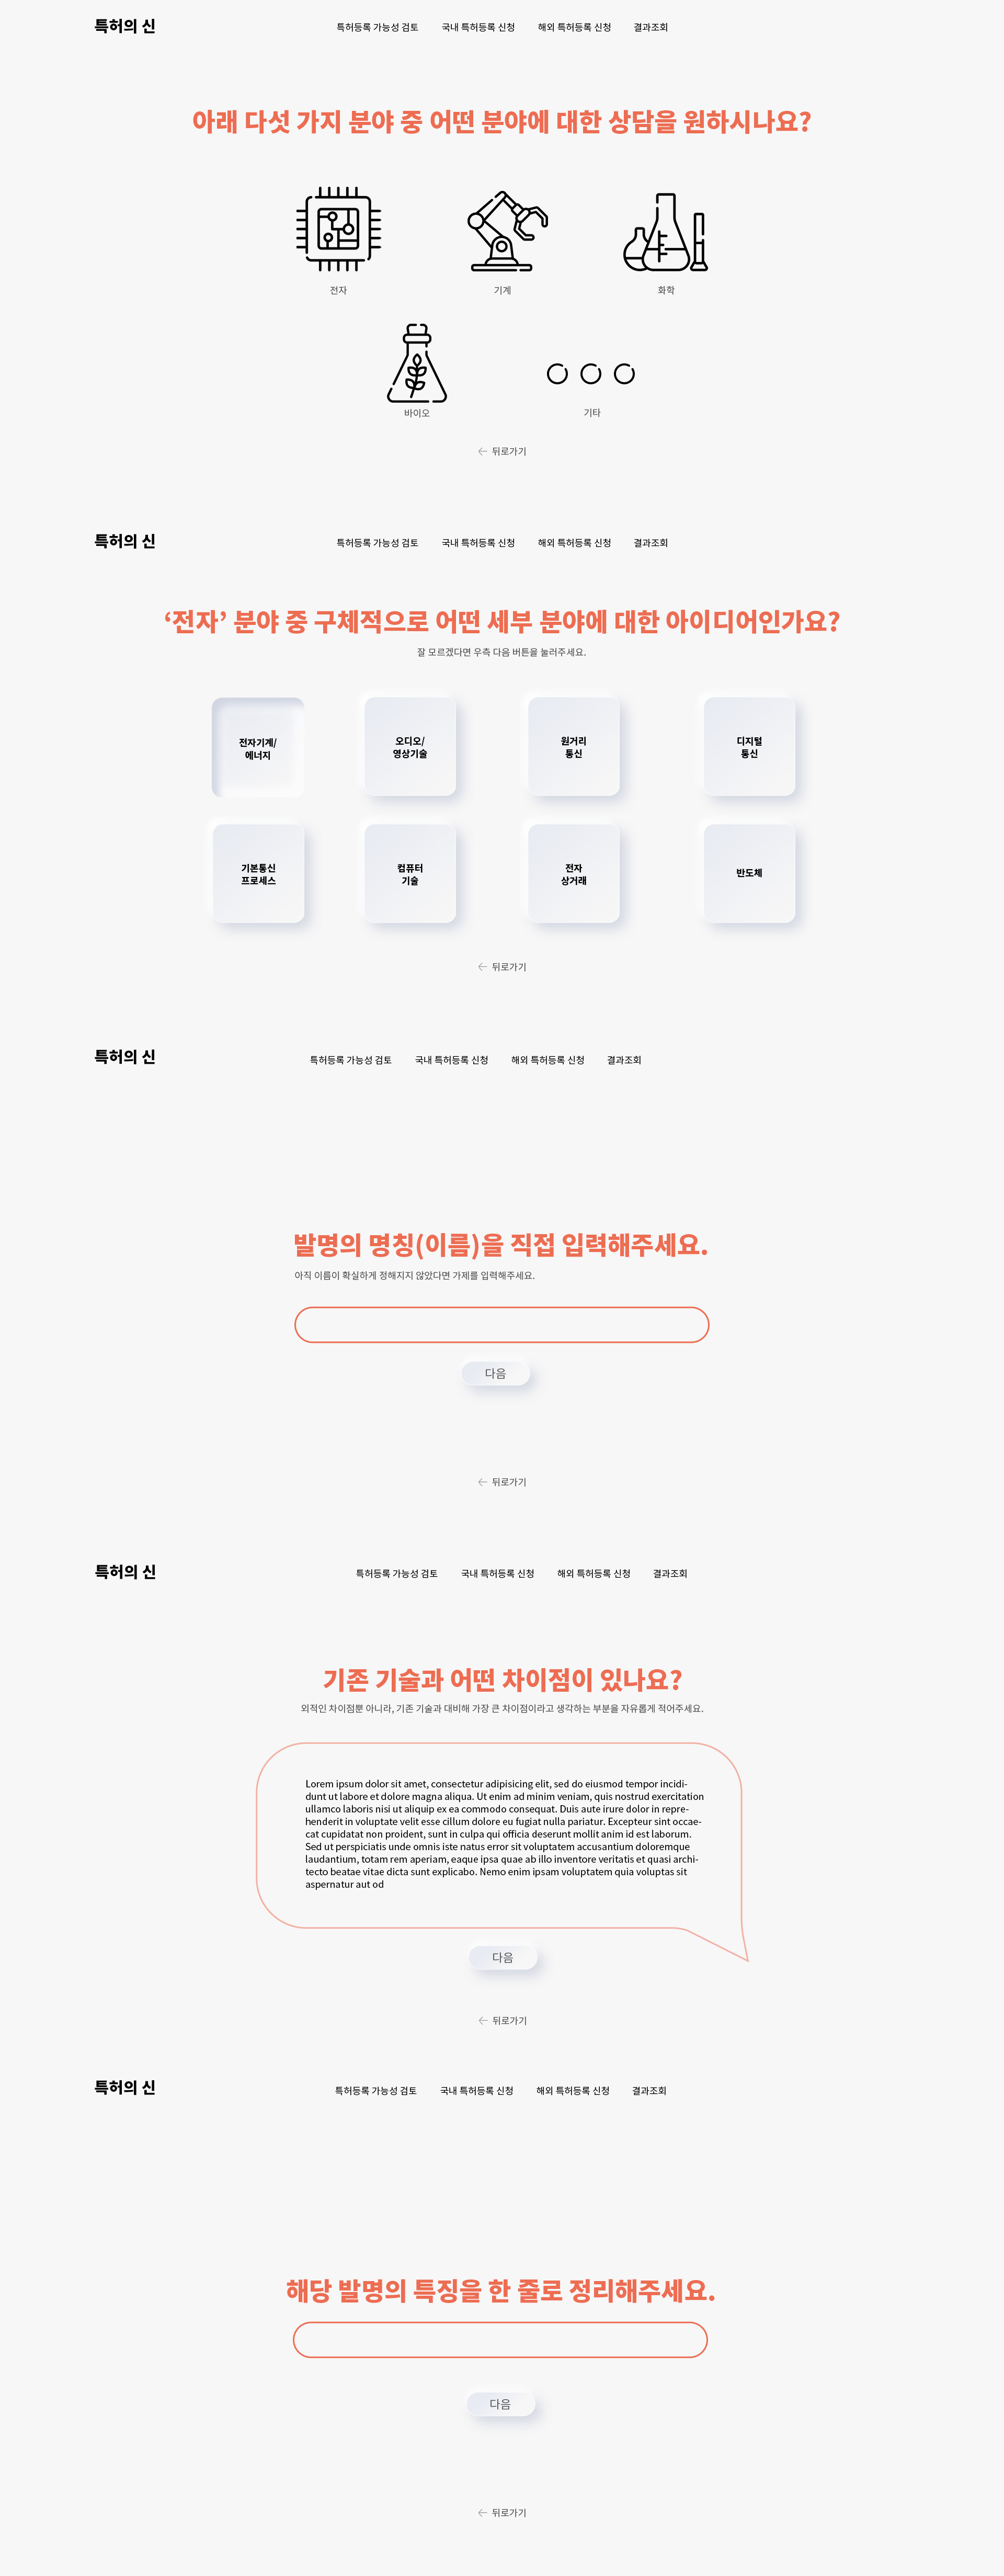 특허의 신
특허등록 가능성 검토 국내 특허등록 신청 해외 특허등록 신청 결과조회
아래 다섯 가지 분야 중 어떤 분야에 대한 상담을 원하시나요?
전자 기계 화학
바이오 기타
← 뒤로가기
특허의 신
특허등록 가능성 검토 국내 특허등록 신청 해외 특허등록 신청 결과조회
‘전자’ 분야 중 구체적으로 어떤 세부 분야에 대한 아이디어인가요?
잘 모르겠다면 우측 다음 버튼을 눌러주세요.
전자기계/
에너지
오디오/
영상기술
원거리
통신
디지털
통신
기본통신
프로세스
컴퓨터
기술
전자
상거래
반도체
← 뒤로가기
특허의 신
특허등록 가능성 검토 국내 특허등록 신청 해외 특허등록 신청 결과조회
발명의 명칭(이름)을 직접 입력해주세요.
아직 이름이 확실하게 정해지지 않았다면 가제를 입력해주세요.
다음
← 뒤로가기
특허의 신
특허등록 가능성 검토 국내 특허등록 신청 해외 특허등록 신청 결과조회
기존 기술과 어떤 차이점이 있나요?
외적인 차이점뿐 아니라, 기존 기술과 대비해 가장 큰 차이점이라고 생각하는 부분을 자유롭게 적어주세요.
Lorem ipsum dolor sit amet, consectetur adipisicing elit, sed do eiusmod tempor incidi-
dunt ut labore et dolore magna aliqua. Ut enim ad minim veniam, quis nostrud exercitation
ullamco laboris nisi ut aliquip ex ea commodo consequat. Duis aute irure dolor in repre-
henderit in voluptate velit esse cillum dolore eu fugiat nulla pariatur. Excepteur sint occae-
cat cupidatat non proident, sunt in culpa qui officia deserunt mollit anim id est laborum.
Sed ut perspiciatis unde omnis iste natus error sit voluptatem accusantium doloremque
laudantium, totam rem aperiam, eaque ipsa quae ab illo inventore veritatis et quasi archi-
tecto beatae vitae dicta sunt explicabo. Nemo enim ipsam voluptatem quia voluptas sit
aspernatur aut od
다음
← 뒤로가기
특허의 신
특허등록 가능성 검토 국내 특허등록 신청 해외 특허등록 신청 결과조회
해당 발명의 특징을 한 줄로 정리해주세요.
다음
← 뒤로가기